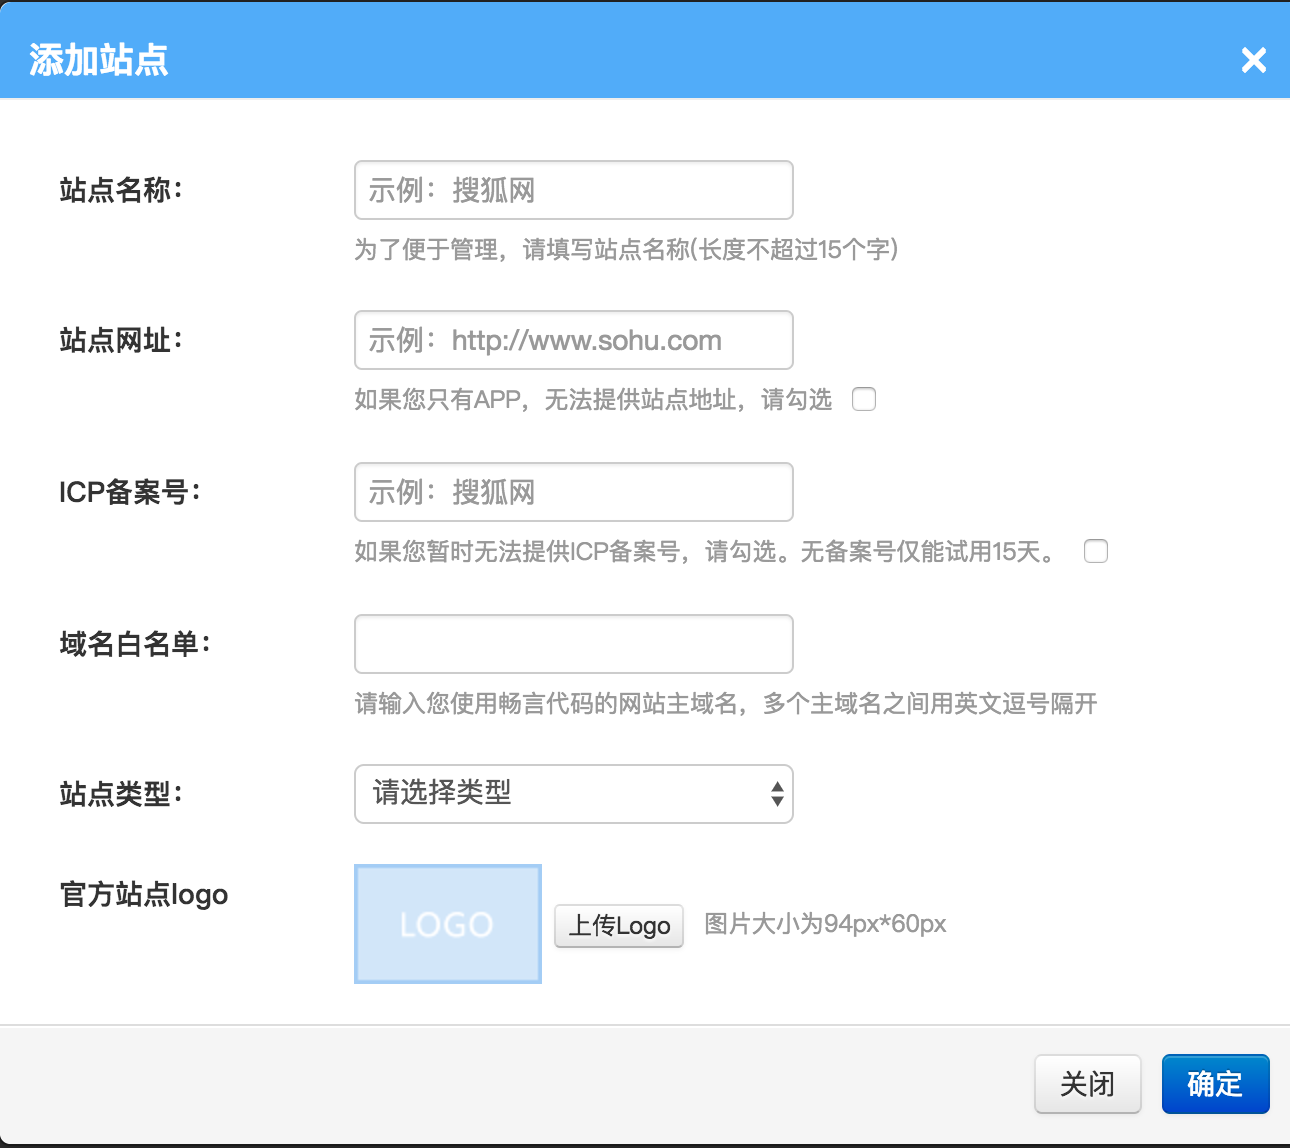 添加站点
站点名称：
示例：搜狐网
为了便于管理，请填写站点名称(长度不超过15个字)
站点网址：
示例：http://www.sohu.com
如果您只有APP，无法提供站点地址，请勾选
ICP备案号：
示例：搜狐网
如果您暂时无法提供ICP备案号，请勾选。无备案号仅能试用15天。
域名白名单：
请输入您使用畅言代码的网站主域名，多个主域名之间用英文逗号隔开
站点类型：
请选择类型
官方站点logo
LOGO
上传Logo
图片大小为94px*60px
关闭
确定